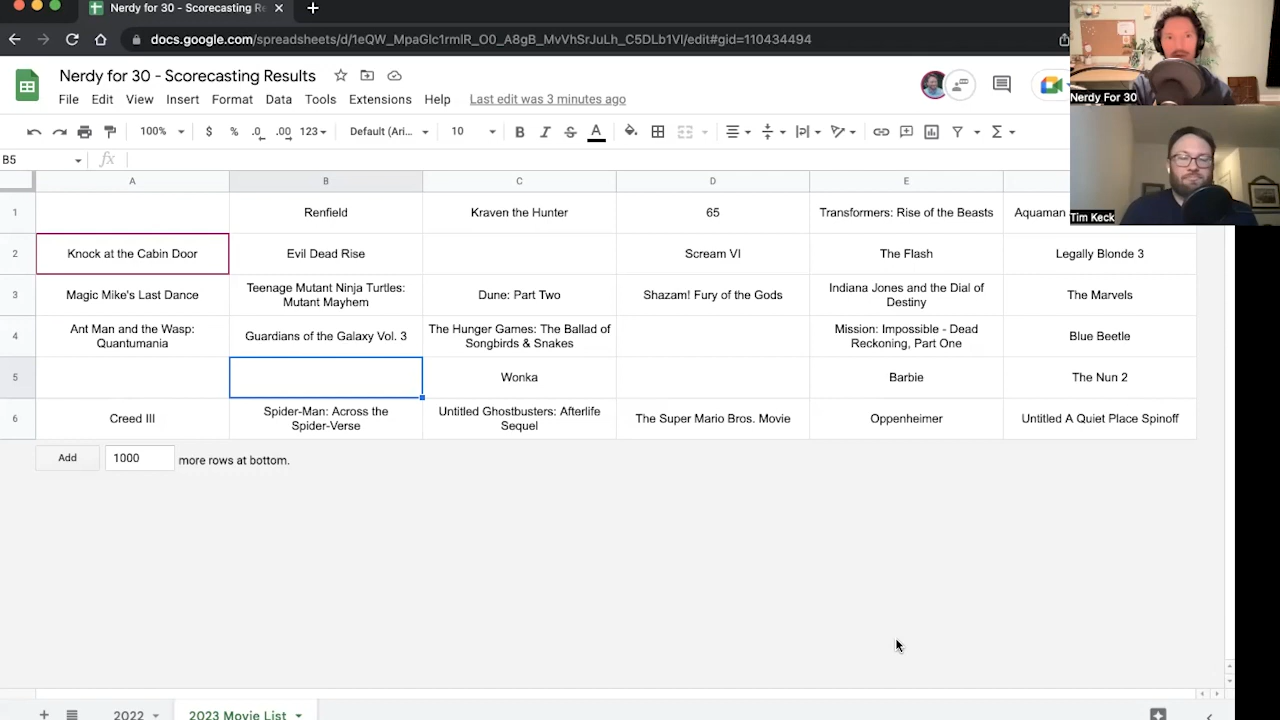 Nerdy for 30 - Scorecasting Re
docs.google.com/spreadsheets/d/
/edit#gid=110434494
Nerdy For 30
Nerdy for 30 - Scorecasting Results
File Edit View Insert Format Data Tools Extensions Help Last edit was 3 minutes ago
100% $ % .0 .00 123 Default (Ari... 10 B I S A
Tim Keck
B5 fx
A B C D E
1 Renfield Kraven the Hunter 65 Transformers: Rise of the Beasts Aquaman
2 Knock at the Cabin Door Evil Dead Rise Scream VI The Flash Legally Blonde 3
3 Magic Mike's Last Dance Teenage Mutant Ninja Turtles: Dune: Part Two Shazam! Fury of the Gods Indiana Jones and the Dial of The Marvels
Mutant Mayhem Destiny
4 Ant Man and the Wasp: Guardians of the Galaxy Vol. 3 The Hunger Games: The Ballad of Mission: Impossible - Dead Blue Beetle
Quantumania Songbirds & Snakes Reckoning, Part One
5 Wonka Barbie The Nun 2
6 Creed III Spider-Man: Across the Untitled Ghostbusters: Afterlife The Super Mario Bros. Movie Oppenheimer Untitled A Quiet Place Spinoff
Spider-Verse Sequel
Add 1000 more rows at bottom.
2022 2023 Movie List